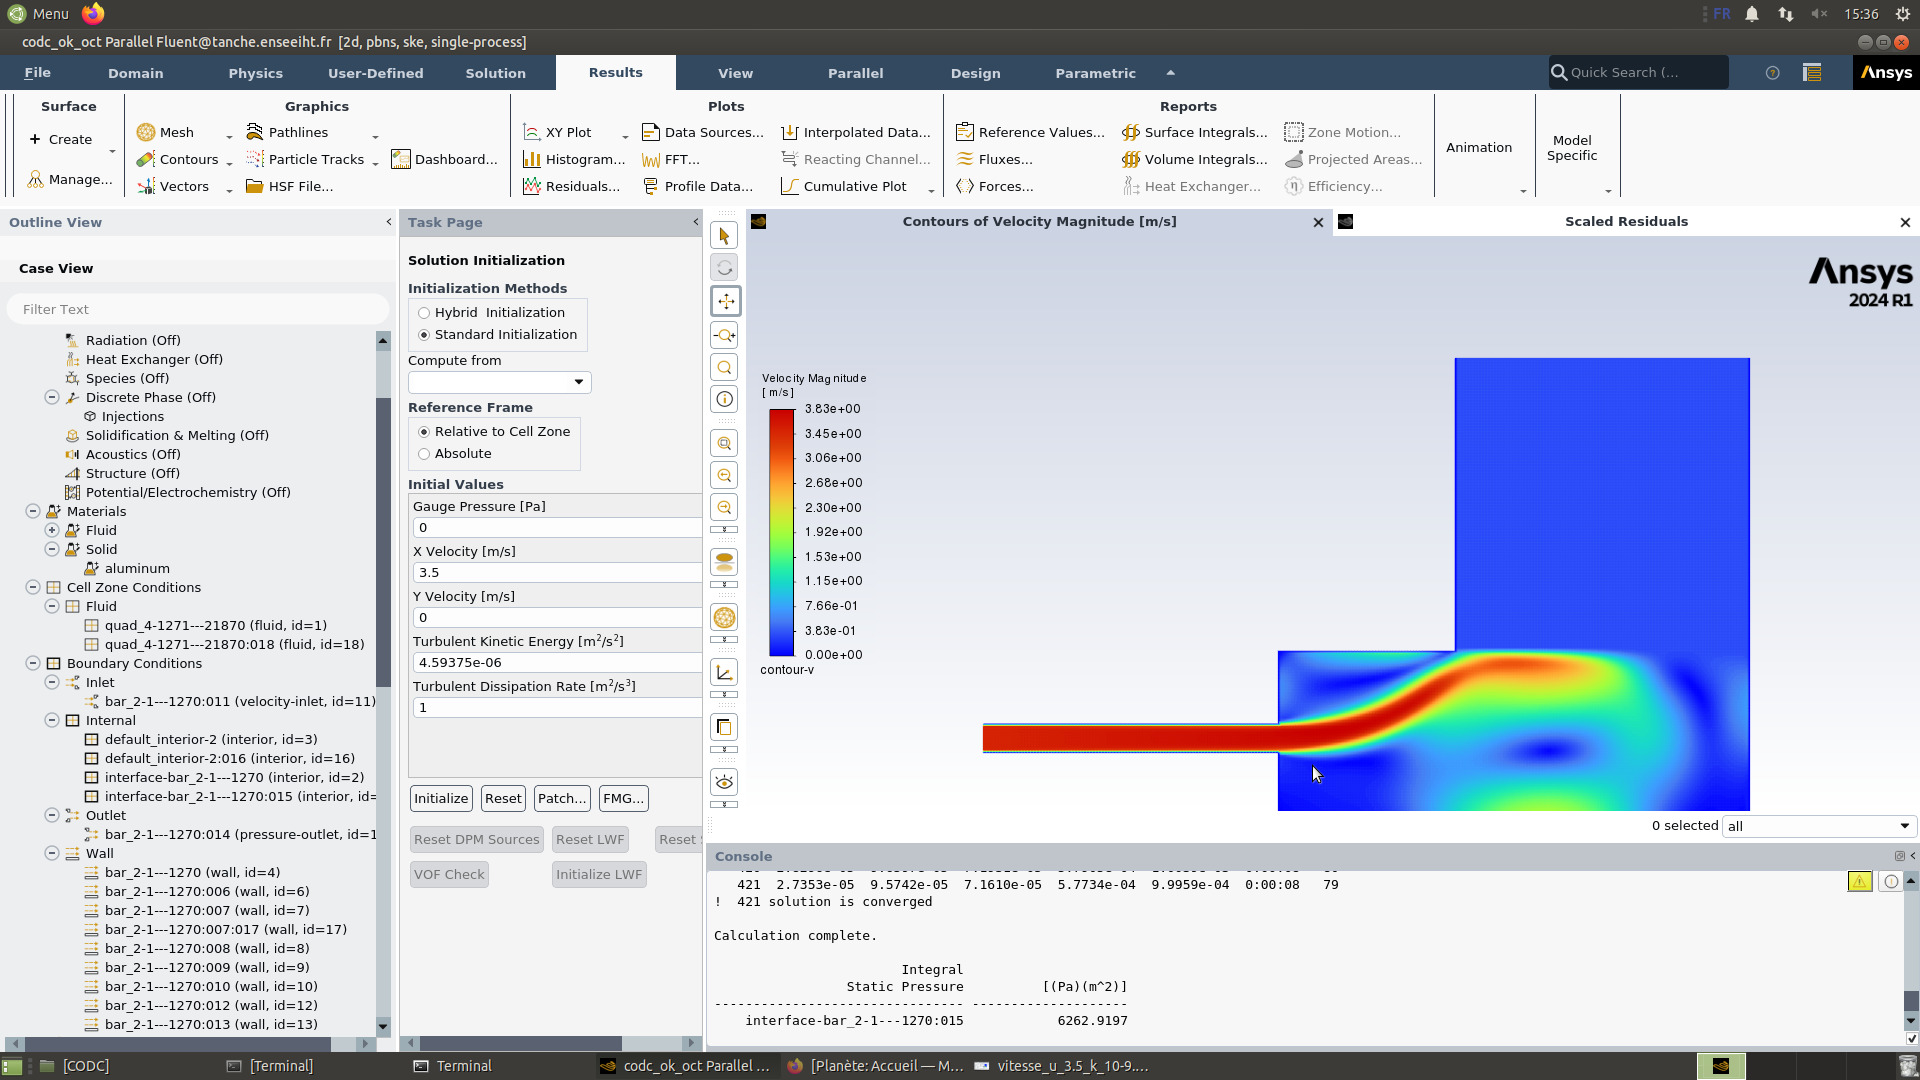 Menu
FR
15:36
codc_ok_oct Parallel Fluent@tanche.enseeiht.fr [2d, pbns, ske, single-process]
File Domain Physics User-Defined Solution Results View Parallel Design Parametric
Quick Search (...
Ansys
Surface Graphics Plots Reports
Create Mesh Pathlines XY Plot Data Sources... Interpolated Data... Reference Values... Surface Integrals... Zone Motion...
Contours Particle Tracks Dashboard... Histogram... FFT... Reacting Channel... Fluxes... Volume Integrals... Projected Areas...
Manage... Vectors HSF File... Residuals... Profile Data... Cumulative Plot Forces... Heat Exchanger... Efficiency...
Animation
Model
Specific
Outline View
Case View
Filter Text
Radiation (Off)
Heat Exchanger (Off)
Species (Off)
Discrete Phase (Off)
Injections
Solidification & Melting (Off)
Acoustics (Off)
Structure (Off)
Potential/Electrochemistry (Off)
Materials
Fluid
Solid
aluminum
Cell Zone Conditions
Fluid
quad_4-1271---21870 (fluid, id=1)
quad_4-1271---21870:018 (fluid, id=18)
Boundary Conditions
Inlet
bar_2-1---1270:011 (velocity-inlet, id=11)
Internal
default_interior-2 (interior, id=3)
default_interior-2:016 (interior, id=16)
interface-bar_2-1---1270 (interior, id=2)
interface-bar_2-1---1270:015 (interior, id=
Outlet
bar_2-1---1270:014 (pressure-outlet, id=1
Wall
bar_2-1---1270 (wall, id=4)
bar_2-1---1270:006 (wall, id=6)
bar_2-1---1270:007 (wall, id=7)
bar_2-1---1270:007:017 (wall, id=17)
bar_2-1---1270:008 (wall, id=8)
bar_2-1---1270:009 (wall, id=9)
bar_2-1---1270:010 (wall, id=10)
bar_2-1---1270:012 (wall, id=12)
bar_2-1---1270:013 (wall, id=13)
Task Page
Solution Initialization
Initialization Methods
Hybrid Initialization
Standard Initialization
Compute from
Reference Frame
Relative to Cell Zone
Absolute
Initial Values
Gauge Pressure [Pa]
0
X Velocity [m/s]
3.5
Y Velocity [m/s]
0
Turbulent Kinetic Energy [m²/s²]
4.59375e-06
Turbulent Dissipation Rate [m²/s³]
1
Initialize Reset Patch... FMG...
Reset DPM Sources Reset LWF Reset
VOF Check Initialize LWF
Contours of Velocity Magnitude [m/s]
Scaled Residuals
Ansys
2024 R1
Velocity Magnitude
[ m/s ]
3.83e+00
3.45e+00
3.06e+00
2.68e+00
2.30e+00
1.92e+00
1.53e+00
1.15e+00
7.66e-01
3.83e-01
0.00e+00
contour-v
0 selected all
Console
421 2.7353e-05 9.5742e-05 7.1610e-05 5.7734e-04 9.9959e-04 0:00:08 79
! 421 solution is converged
Calculation complete.
Integral
Static Pressure [(Pa)(m^2)]
-------------------------------- --------------------
interface-bar_2-1---1270:015 6262.9197
[CODC] [Terminal] Terminal codc_ok_oct Parallel ... [Planète: Accueil — M... vitesse_u_3.5_k_10-9....